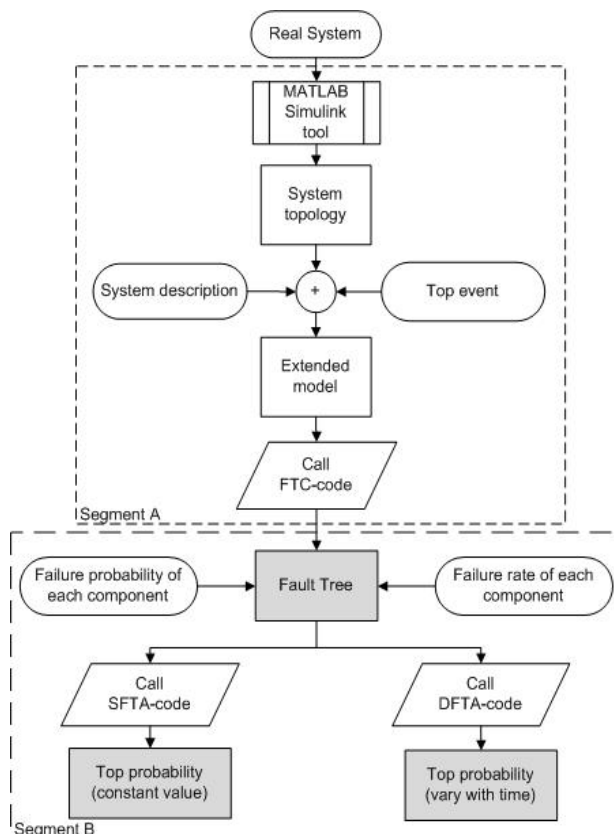 Real System
MATLAB
Simulink
tool
System
topology
System description
+
Top event
Extended
model
Call
FTC-code
Segment A
Failure probability of
each component
Fault Tree
Failure rate of each
component
Call
SFTA-code
Call
DFTA-code
Top probability
(constant value)
Top probability
(vary with time)
Segment B